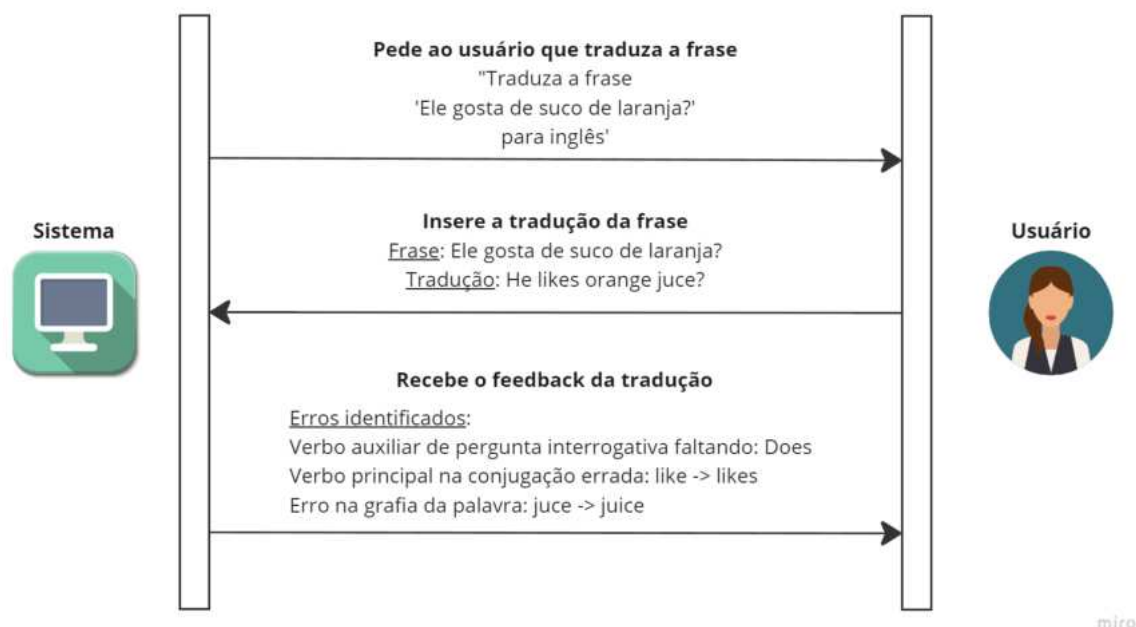 Pede ao usuário que traduza a frase
"Traduza a frase
'Ele gosta de suco de laranja?'
para inglês'
Sistema
Insere a tradução da frase
Frase: Ele gosta de suco de laranja?
Tradução: He likes orange juce?
Usuário
Recebe o feedback da tradução
Erros identificados:
Verbo auxiliar de pergunta interrogativa faltando: Does
Verbo principal na conjugação errada: like -> likes
Erro na grafia da palavra: juce -> juice
miro